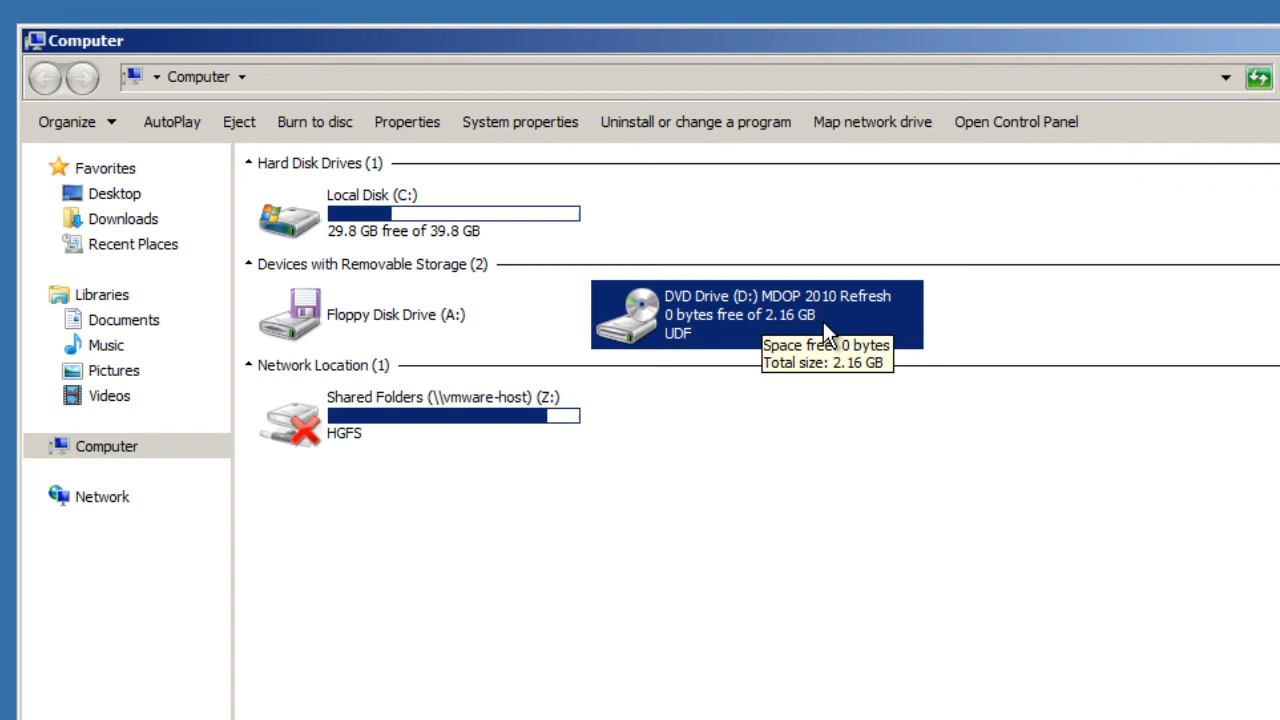 Computer
Computer
Organize AutoPlay Eject Burn to disc Properties System properties Uninstall or change a program Map network drive Open Control Panel
Favorites
Desktop
Downloads
Recent Places
Libraries
Documents
Music
Pictures
Videos
Computer
Network
Hard Disk Drives (1)
Local Disk (C:)
29.8 GB free of 39.8 GB
Devices with Removable Storage (2)
Floppy Disk Drive (A:)
DVD Drive (D:) MDOP 2010 Refresh
0 bytes free of 2.16 GB
UDF
Space free: 0 bytes
Total size: 2.16 GB
Network Location (1)
Shared Folders (\\vmware-host) (Z:)
HGFS